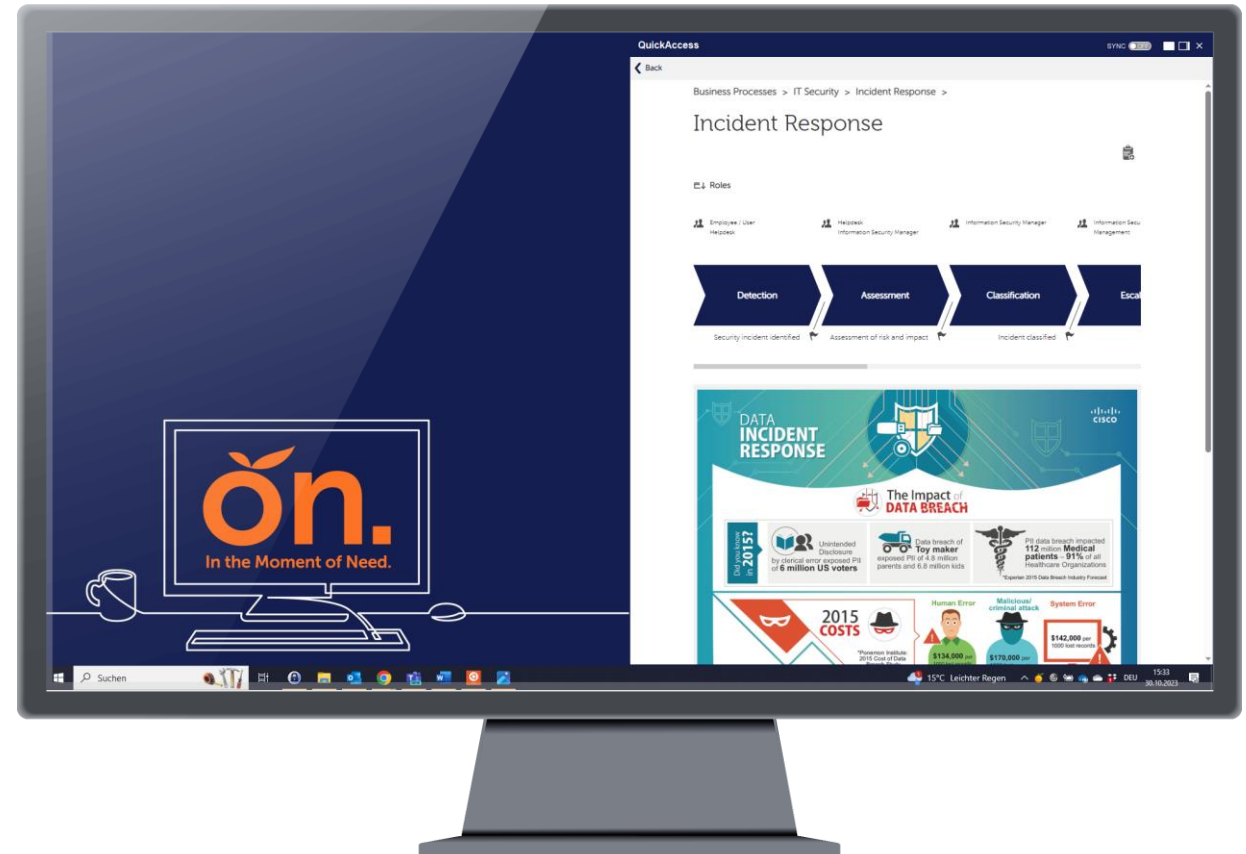 QuickAccess
SYNC OFF
Back
Business Processes > IT Security > Incident Response >
Incident Response
Roles
Employee / User
Helpdesk
Helpdesk
Information Security Manager
Information Security Manager
Information Secu
Management
Detection
Assessment
Classification
Escal
Security incident identified
Assessment of risk and impact
Incident classified
on.
In the Moment of Need.
DATA
INCIDENT
RESPONSE
CISCO
The Impact of
DATA BREACH
Did you know
in 2015?
Unintended
Disclosure
by clerical error exposed PII
of 6 million US voters
Data breach of
Toy maker
exposed PII of 4.8 million
parents and 6.8 million kids
PII data breach impacted
112 million Medical
patients – 91% of all
Healthcare Organizations
*Experian 2015 Data Breach Industry Forecast
2015
COSTS
*Ponemon Institute:
2015 Cost of Data
Human Error
Malicious/
criminal attack
System Error
$134,000 per
$170,000 per
$142,000 per
1000 lost records
Suchen
15°C Leichter Regen
DEU
15:33
30.10.2023